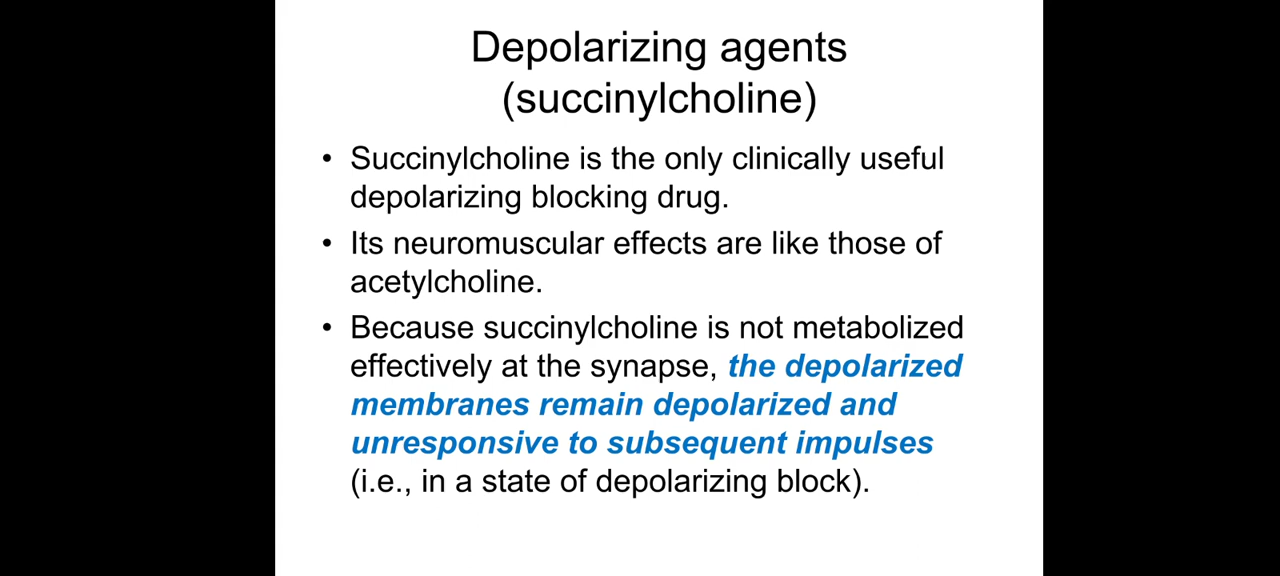 Depolarizing agents
(succinylcholine)
• Succinylcholine is the only clinically useful
depolarizing blocking drug.
• Its neuromuscular effects are like those of
acetylcholine.
• Because succinylcholine is not metabolized
effectively at the synapse, the depolarized
membranes remain depolarized and
unresponsive to subsequent impulses
(i.e., in a state of depolarizing block).